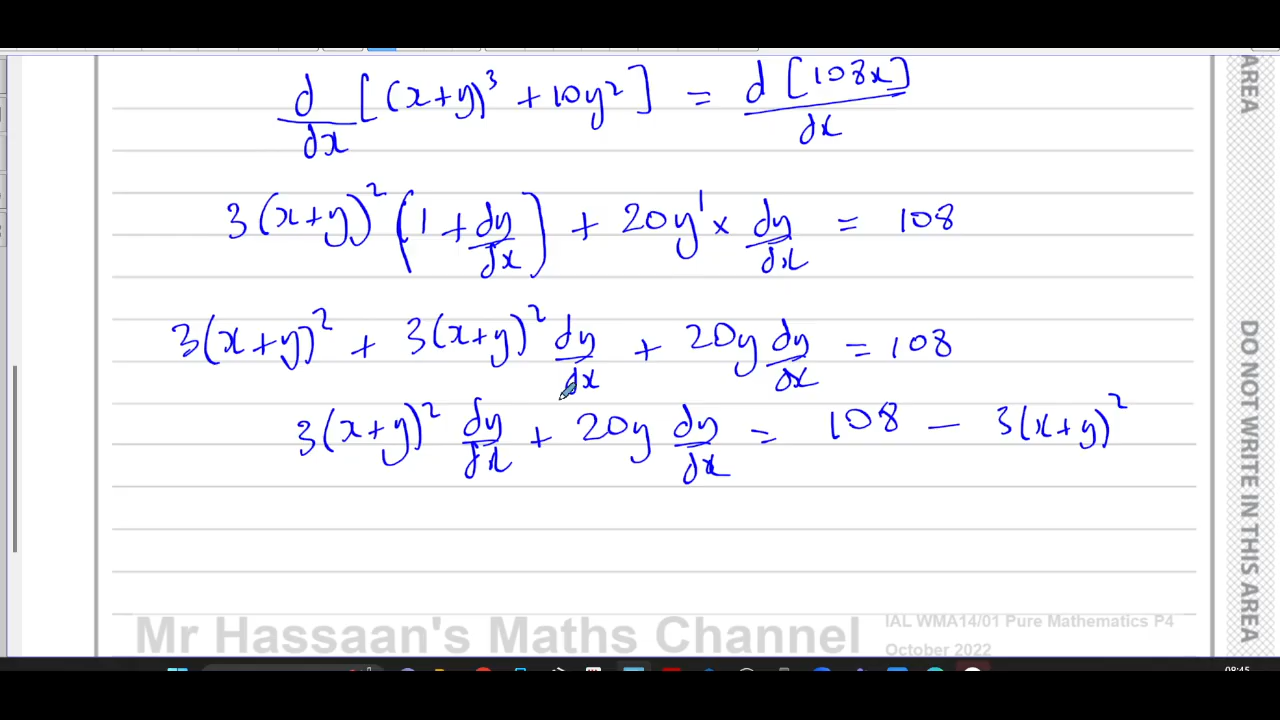 d/dx [(x+y)³ + 10y²] = d[108x]/dx
3(x+y)² (1 + dy/dx) + 20y¹ × dy/dx = 108
3(x+y)² + 3(x+y)² dy/dx + 20y dy/dx = 108
3(x+y)² dy/dx + 20y dy/dx = 108 − 3(x+y)²
Mr Hassaan's Maths Channel
IAL WMA14/01 Pure Mathematics P4
October 2022
AREA
DO NOT WRITE IN THIS AREA
08:45